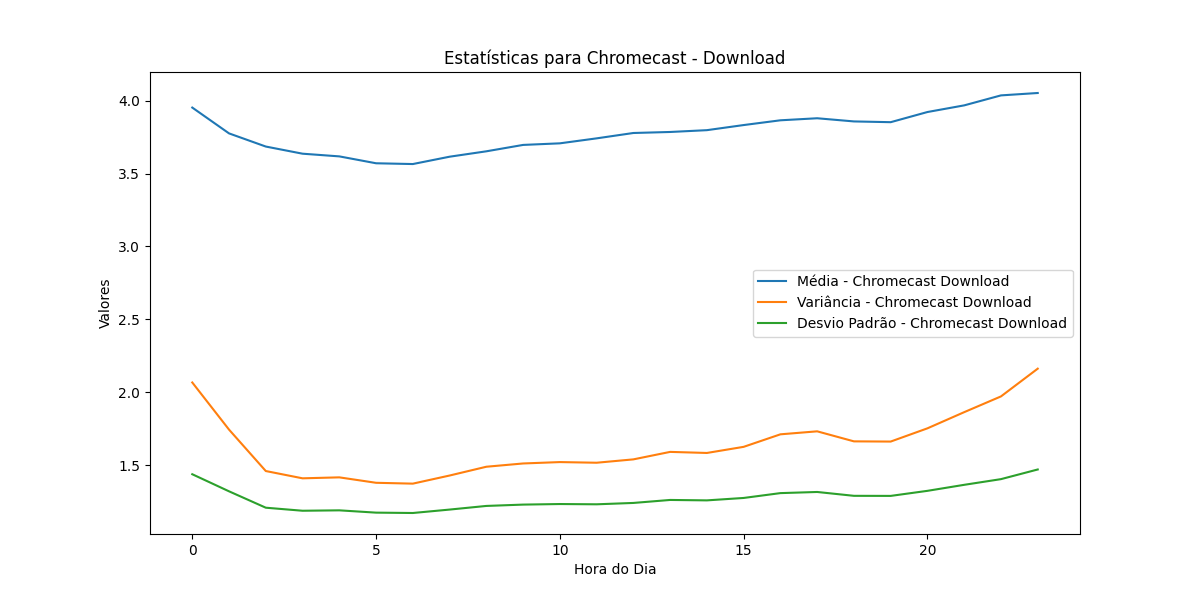 Estatísticas para Chromecast - Download
Valores
4.0
3.5
3.0
2.5
2.0
1.5
Média - Chromecast Download
Variância - Chromecast Download
Desvio Padrão - Chromecast Download
0 5 10 15 20
Hora do Dia